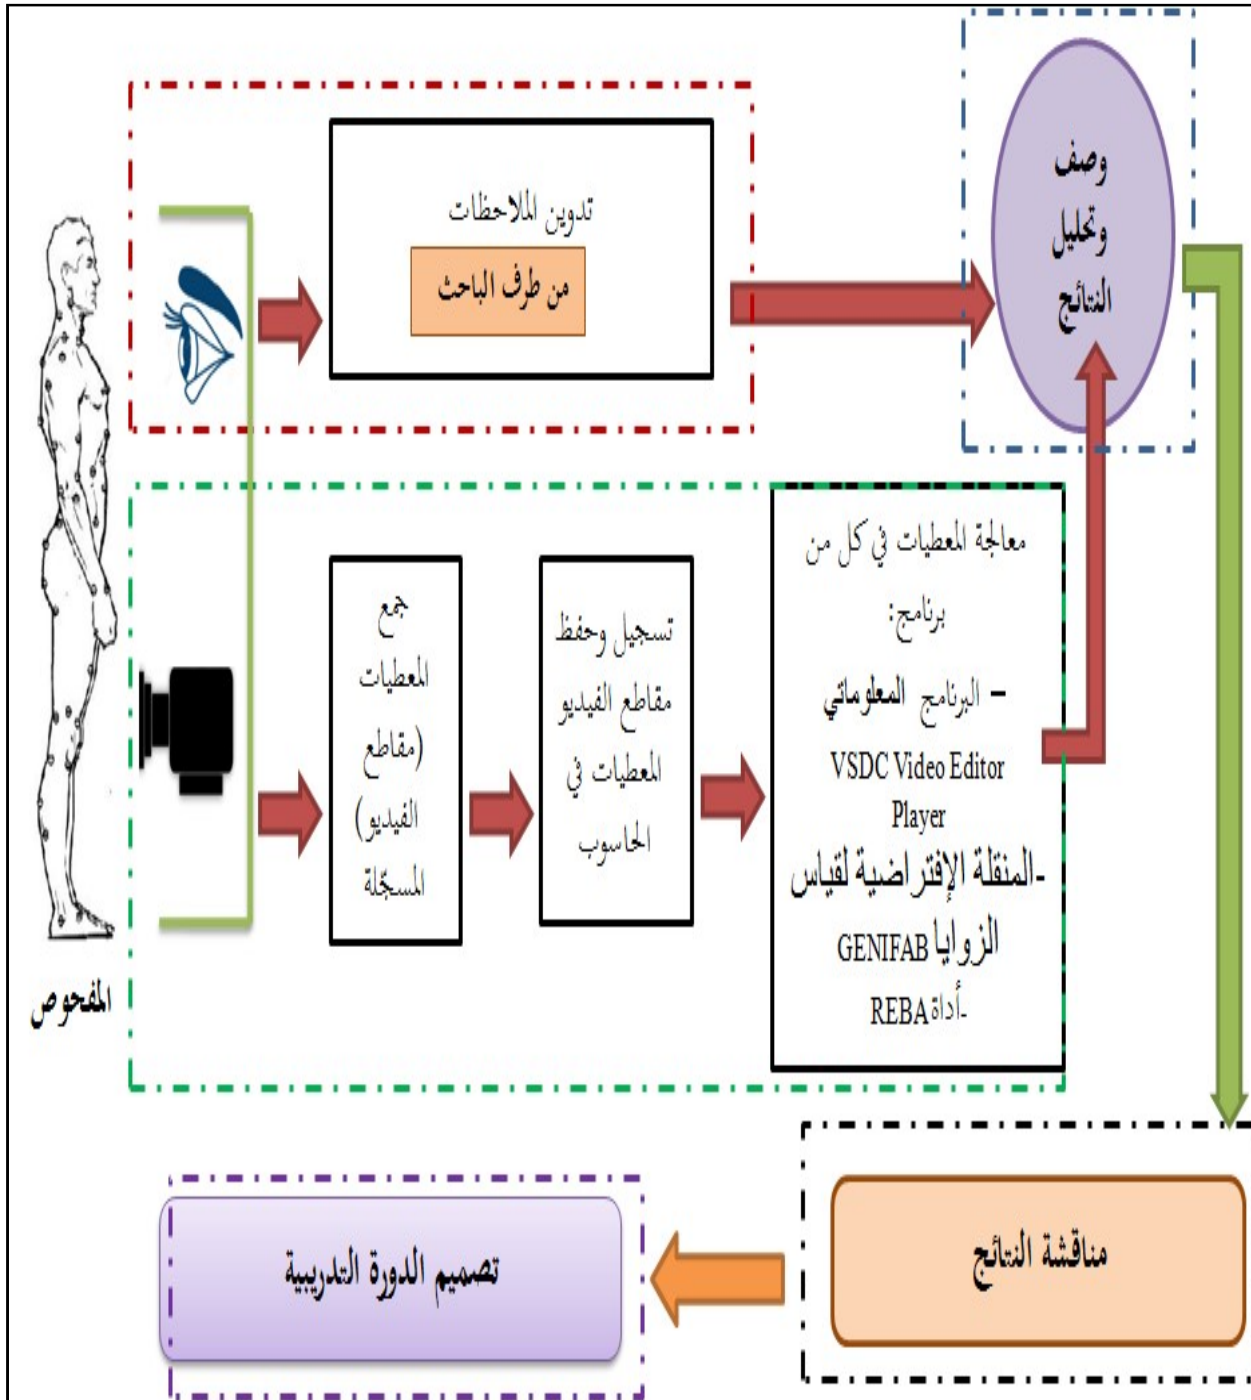 تدوين الملاحظات
من طرف الباحث
وصف
وتحليل
النتائج
جمع
المعطيات
(مقاطع
الفيديو)
المسجّلة
تسجيل وحفظ
مقاطع الفيديو
المعطيات في
الحاسوب
معالجة المعطيات في كل من
برنامج:
– البرنامج المعلوماتي
VSDC Video Editor
Player
-المنقلة الإفتراضية لقياس
الزوايا GENIFAB
-أداة REBA
المفحوص
مناقشة النتائج
تصميم الدورة التدريبية